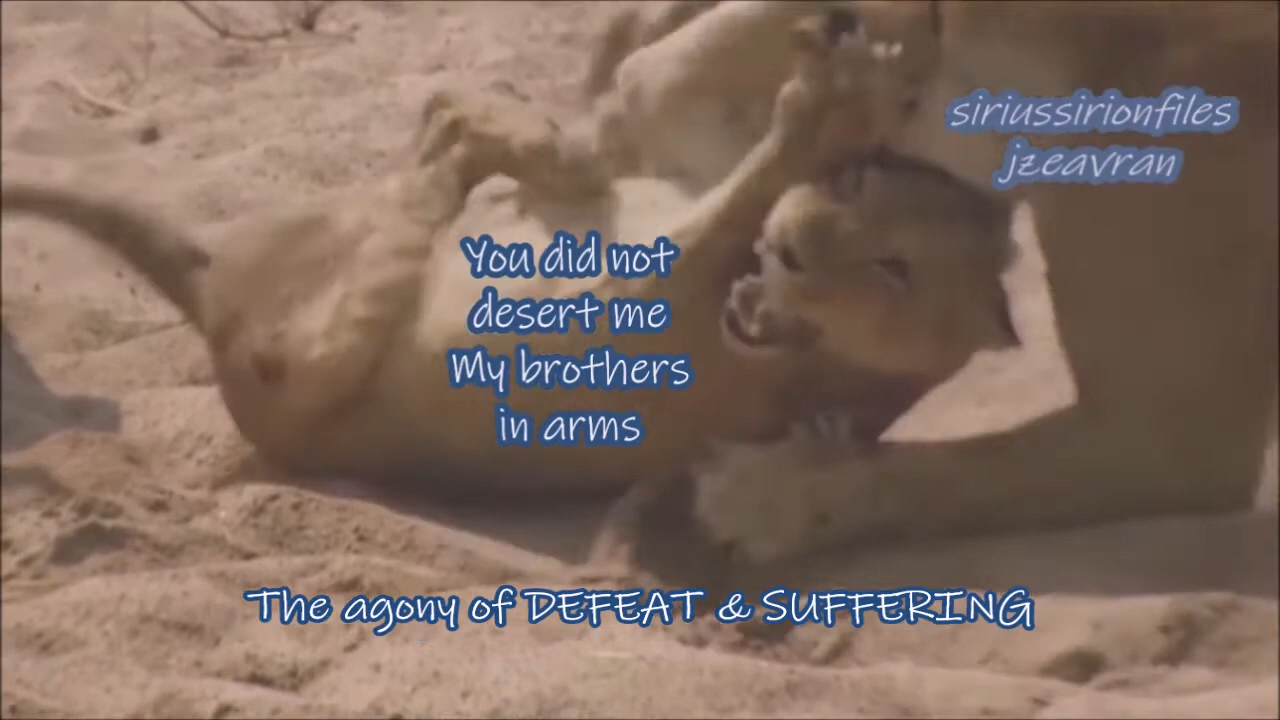 siriussirionfiles
jzeavran
You did not
desert me
My brothers
in arms
The agony of DEFEAT & SUFFERING